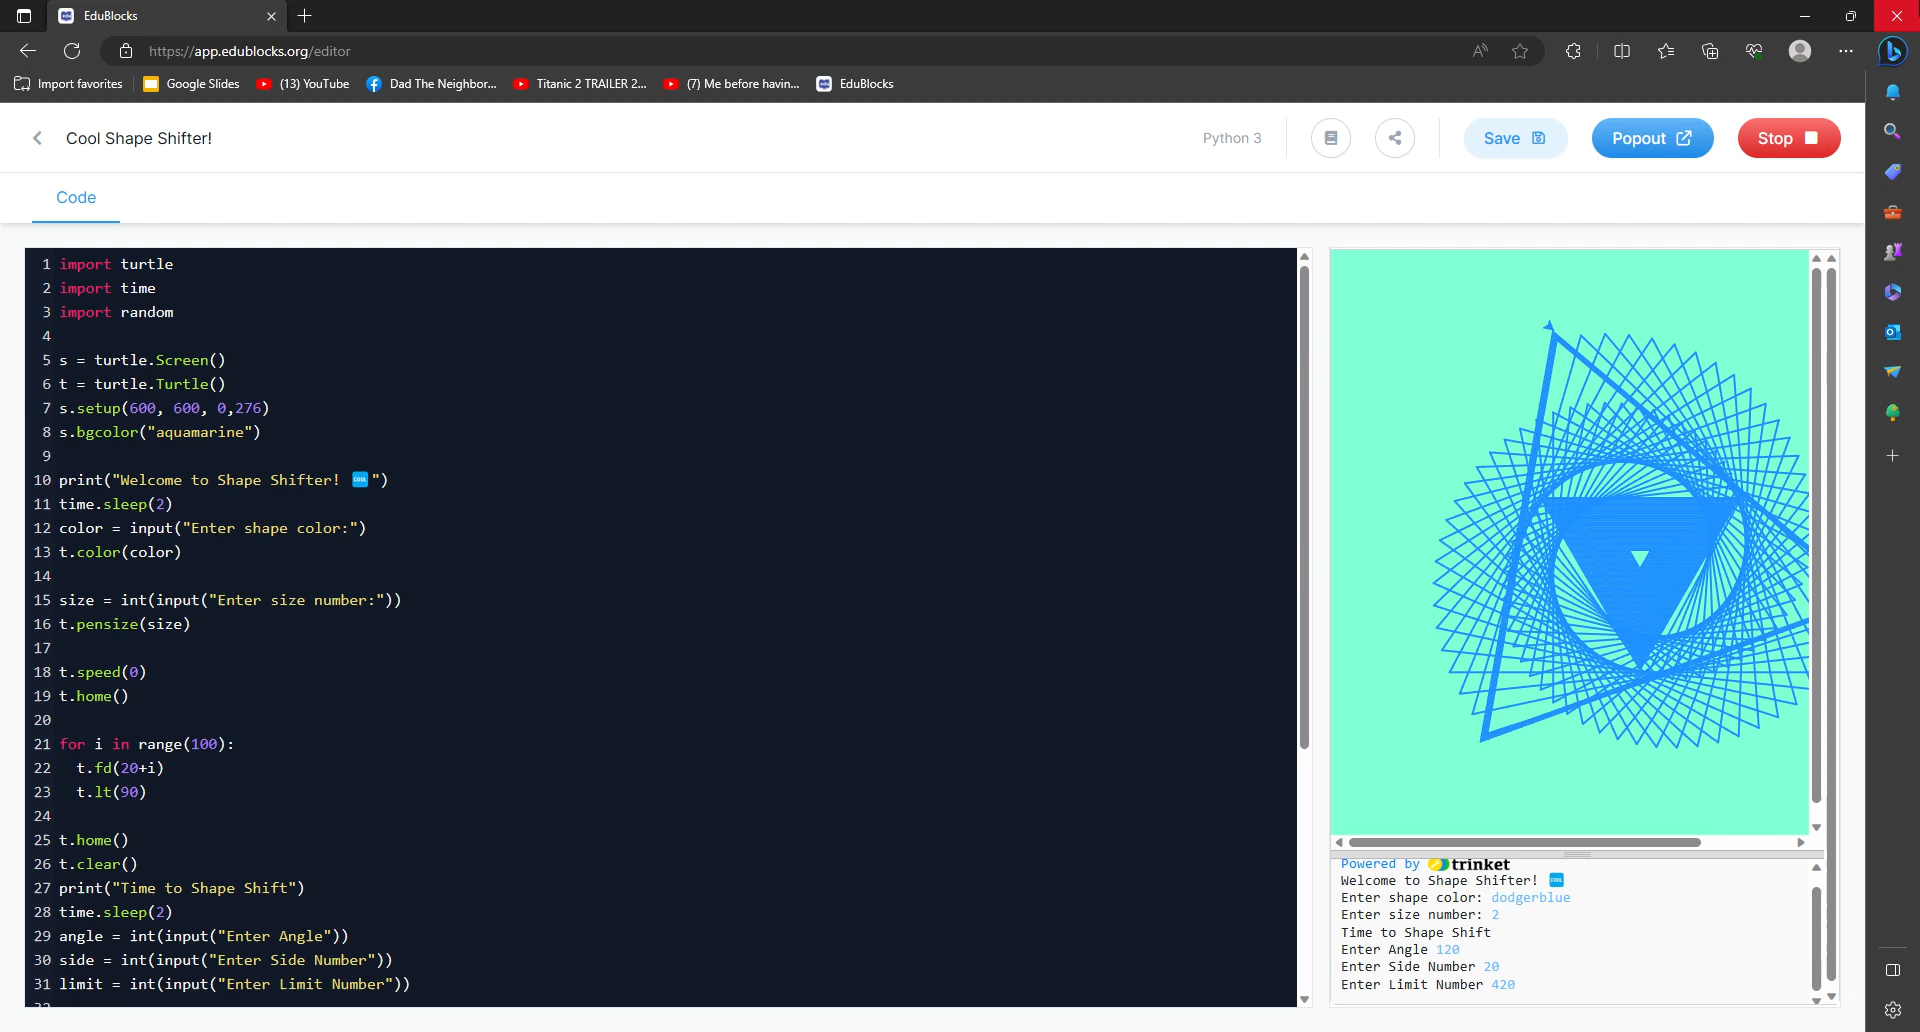 EduBlocks
https://app.edublocks.org/editor
Import favorites
Google Slides
(13) YouTube
Dad The Neighbor...
Titanic 2 TRAILER 2...
(7) Me before havin...
EduBlocks
Cool Shape Shifter!
Python 3
Save
Popout
Stop
Code
1 import turtle
2 import time
3 import random
4
5 s = turtle.Screen()
6 t = turtle.Turtle()
7 s.setup(600, 600, 0,276)
8 s.bgcolor("aquamarine")
9
10 print("Welcome to Shape Shifter! 🆒")
11 time.sleep(2)
12 color = input("Enter shape color:")
13 t.color(color)
14
15 size = int(input("Enter size number:"))
16 t.pensize(size)
17
18 t.speed(0)
19 t.home()
20
21 for i in range(100):
22 t.fd(20+i)
23 t.lt(90)
24
25 t.home()
26 t.clear()
27 print("Time to Shape Shift")
28 time.sleep(2)
29 angle = int(input("Enter Angle"))
30 side = int(input("Enter Side Number"))
31 limit = int(input("Enter Limit Number"))
Powered by trinket
Welcome to Shape Shifter! 🆒
Enter shape color: dodgerblue
Enter size number: 2
Time to Shape Shift
Enter Angle 120
Enter Side Number 20
Enter Limit Number 420